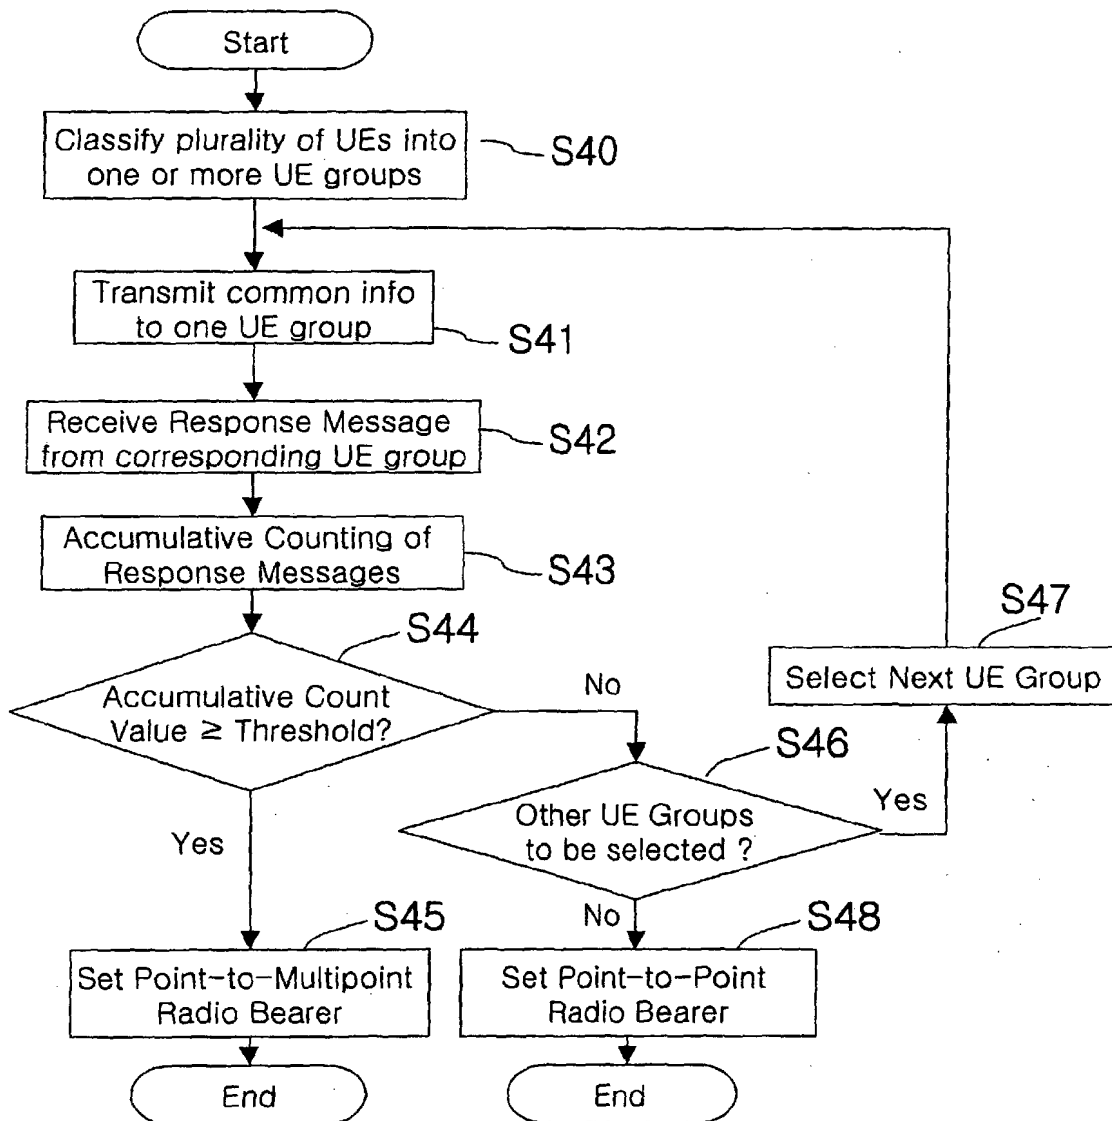 Start
Classify plurality of UEs into
one or more UE groups
S40
Transmit common info
to one UE group
S41
Receive Response Message
from corresponding UE group
S42
Accumulative Counting of
Response Messages
S43
S44
Accumulative Count
Value ≥ Threshold?
No
S47
Select Next UE Group
S46
Other UE Groups
to be selected ?
Yes
Yes
No
S45
Set Point-to-Multipoint
Radio Bearer
S48
Set Point-to-Point
Radio Bearer
End
End